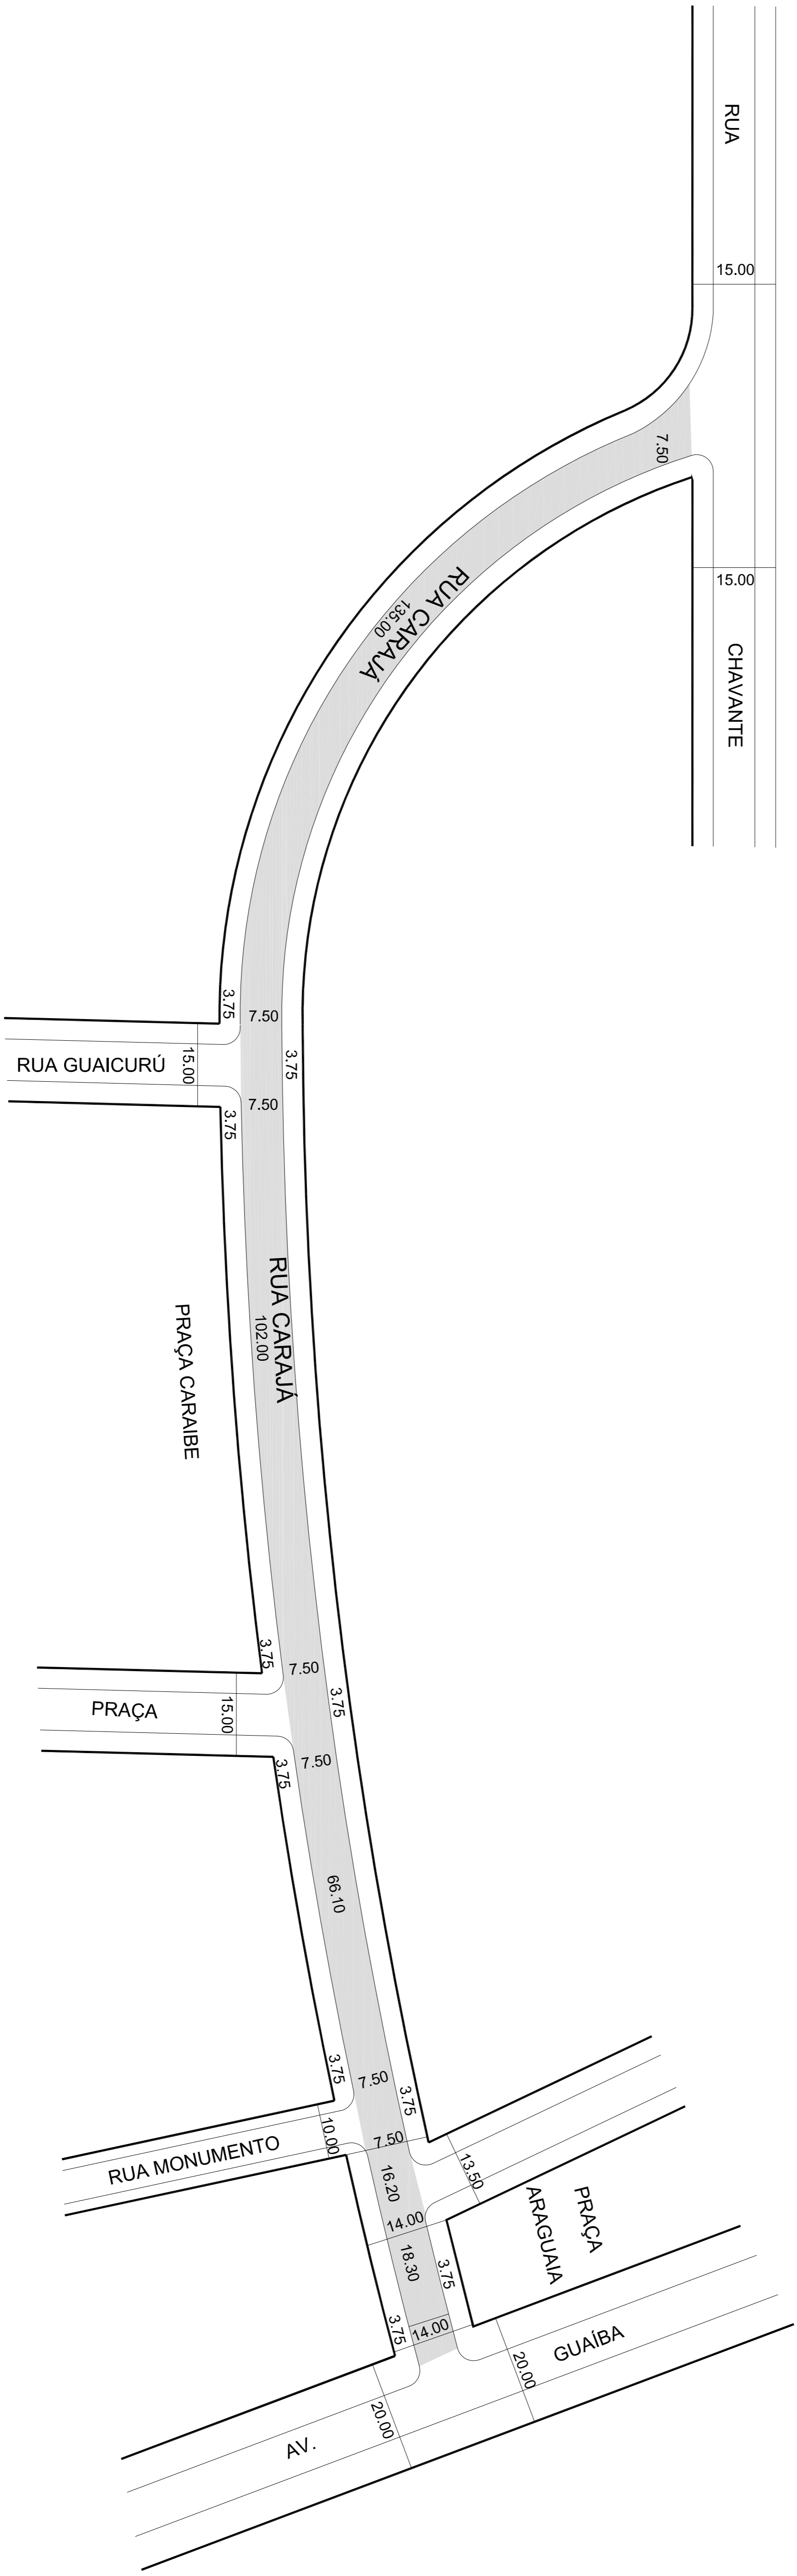 RUA
15.00
7.50
15.00
RUA CARAJÁ
135.00
CHAVANTE
3.75
7.50
RUA GUAICURÚ
15.00
3.75
7.50
3.75
RUA CARAJÁ
102.00
PRAÇA CARAIBE
3.75
7.50
3.75
PRAÇA
15.00
7.50
3.75
66.10
3.75
7.50
3.75
RUA MONUMENTO
10.00
7.50
13.50
16.20
14.00
PRAÇA
ARAGUAIA
18.30
3.75
3.75
14.00
GUAÍBA
20.00
20.00
AV.